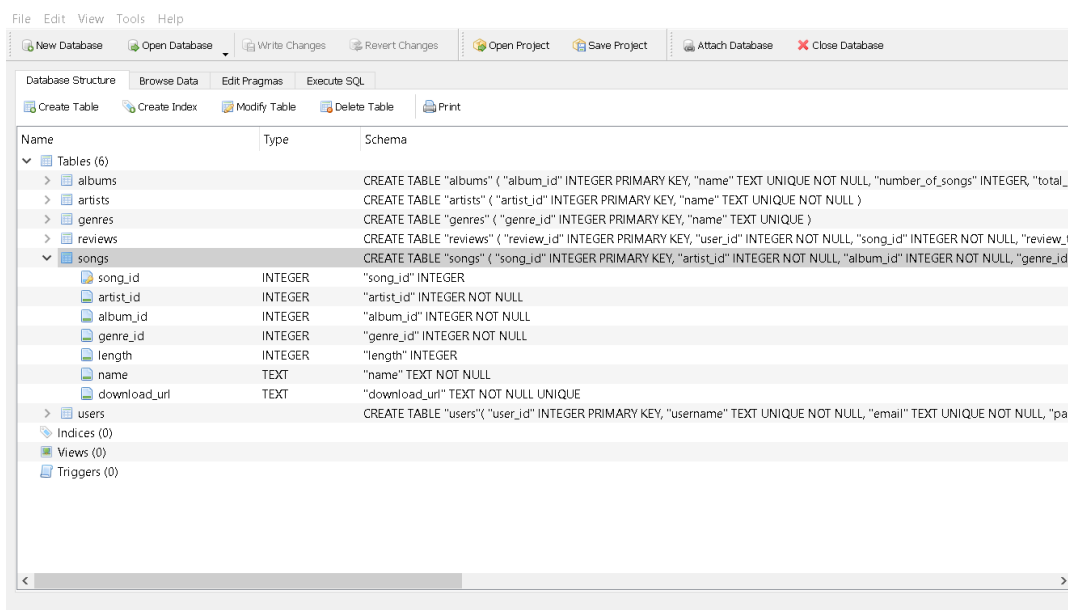 File Edit View Tools Help
New Database Open Database Write Changes Revert Changes Open Project Save Project Attach Database Close Database
Database Structure Browse Data Edit Pragmas Execute SQL
Create Table Create Index Modify Table Delete Table Print
Name Type Schema
Tables (6)
albums CREATE TABLE "albums" ( "album_id" INTEGER PRIMARY KEY, "name" TEXT UNIQUE NOT NULL, "number_of_songs" INTEGER, "total_
artists CREATE TABLE "artists" ( "artist_id" INTEGER PRIMARY KEY, "name" TEXT UNIQUE NOT NULL )
genres CREATE TABLE "genres" ( "genre_id" INTEGER PRIMARY KEY, "name" TEXT UNIQUE )
reviews CREATE TABLE "reviews" ( "review_id" INTEGER PRIMARY KEY, "user_id" INTEGER NOT NULL, "song_id" INTEGER NOT NULL, "review_t
songs CREATE TABLE "songs" ( "song_id" INTEGER PRIMARY KEY, "artist_id" INTEGER NOT NULL, "album_id" INTEGER NOT NULL, "genre_id
song_id INTEGER "song_id" INTEGER
artist_id INTEGER "artist_id" INTEGER NOT NULL
album_id INTEGER "album_id" INTEGER NOT NULL
genre_id INTEGER "genre_id" INTEGER NOT NULL
length INTEGER "length" INTEGER
name TEXT "name" TEXT NOT NULL
download_url TEXT "download_url" TEXT NOT NULL UNIQUE
users CREATE TABLE "users"( "user_id" INTEGER PRIMARY KEY, "username" TEXT UNIQUE NOT NULL, "email" TEXT UNIQUE NOT NULL, "pa
Indices (0)
Views (0)
Triggers (0)